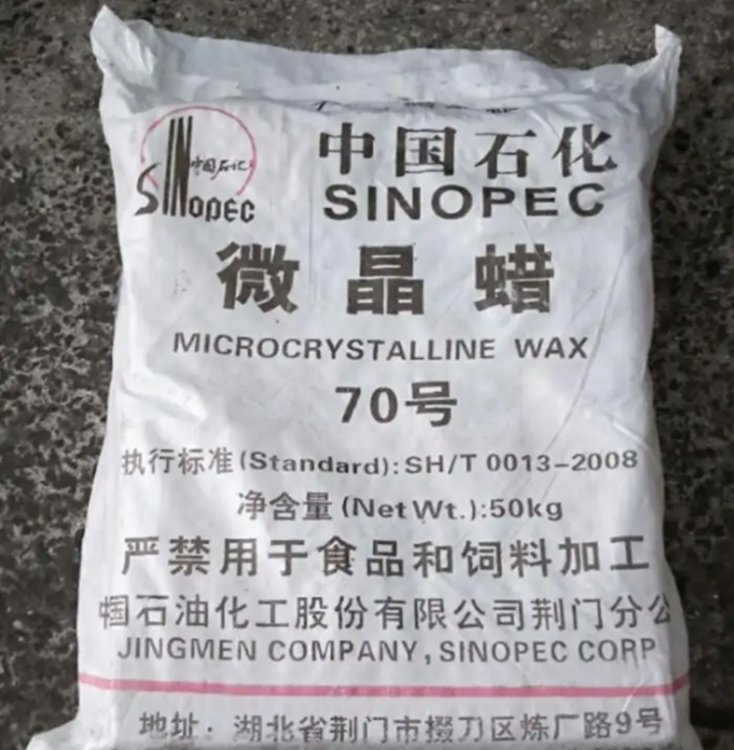 中国石化
SINOPEC
中国石化
SINOPEC
微晶蜡
MICROCRYSTALLINE WAX
70号
执行标准(Standard):SH/T 0013-2008
净含量(Net Wt.):50kg
严禁用于食品和饲料加工
国石油化工股份有限公司荆门分公
JINGMEN COMPANY,SINOPEC CORP
地址:湖北省荆门市掇刀区炼厂路9号